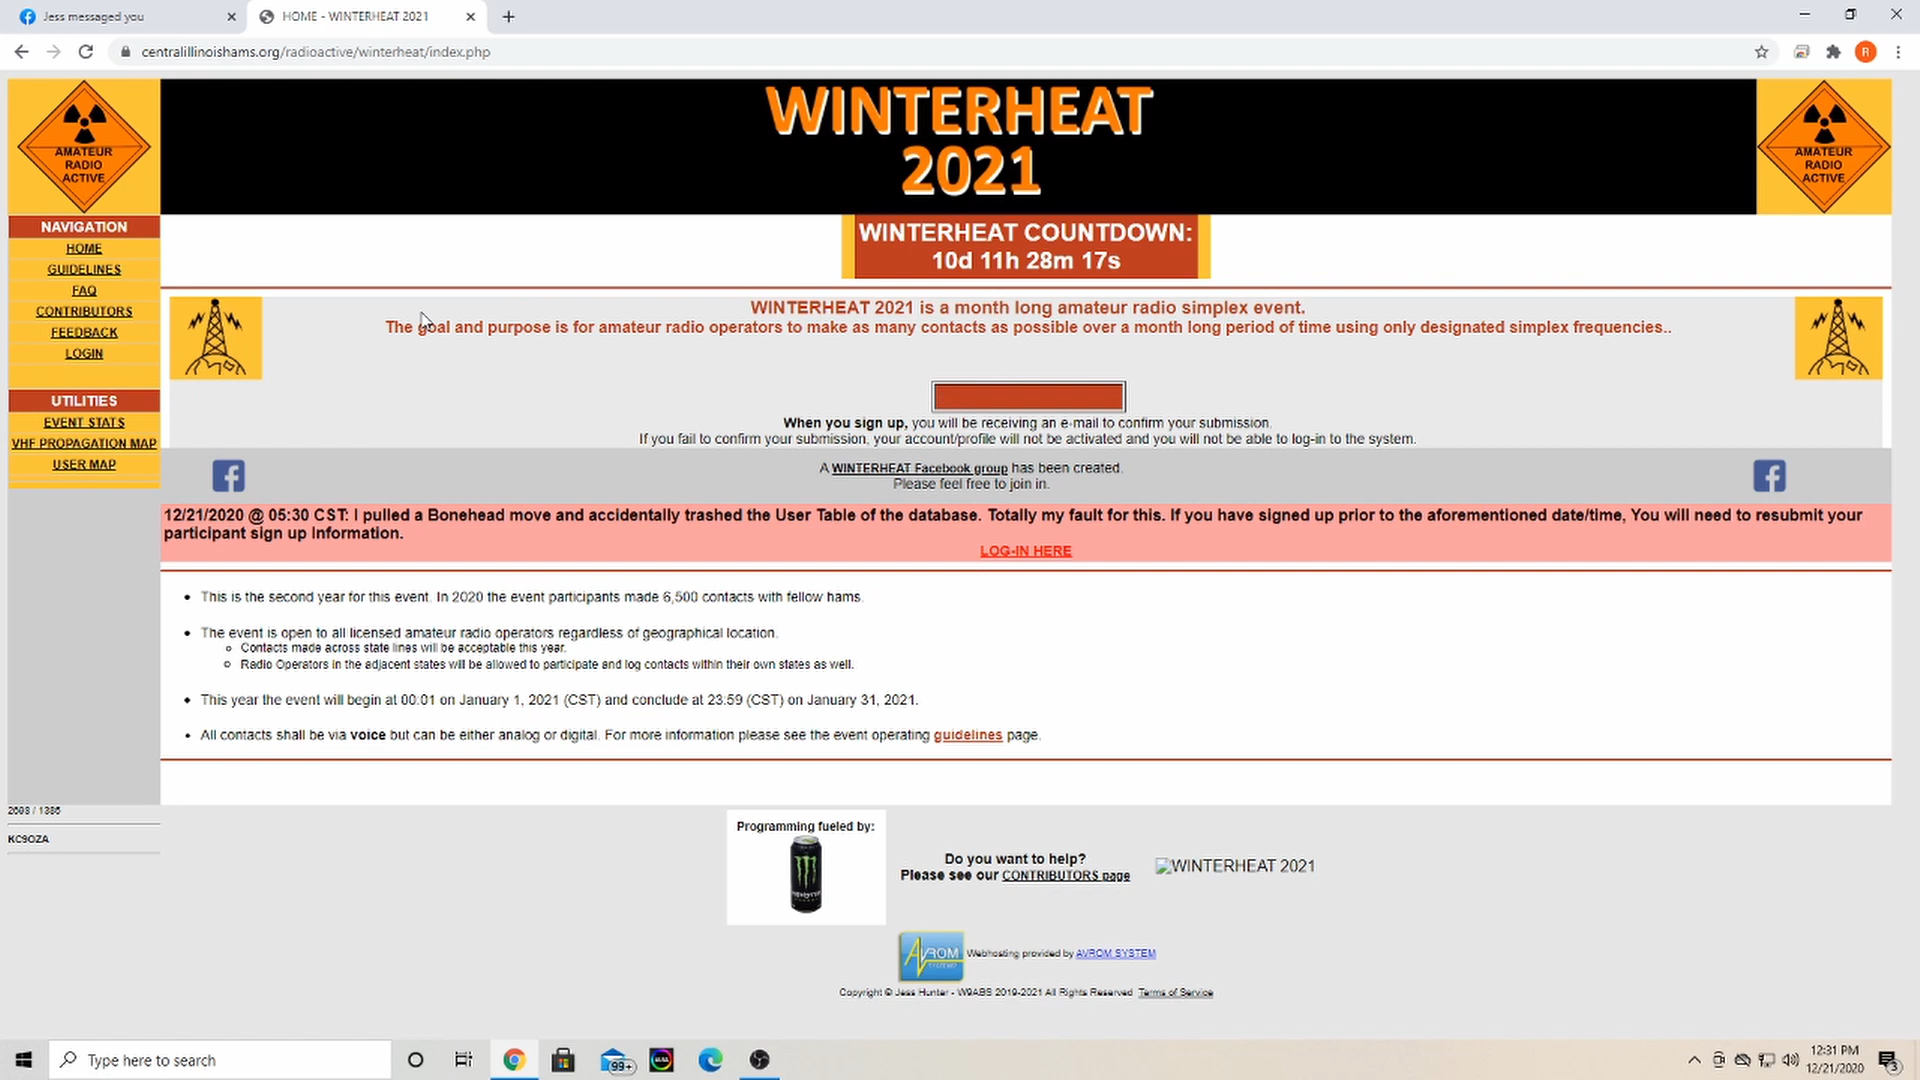 Jess messaged you
HOME - WINTERHEAT 2021
centralillinoishams.org/radioactive/winterheat/index.php
R
AMATEUR
RADIO
ACTIVE
WINTERHEAT
2021
AMATEUR
RADIO
ACTIVE
NAVIGATION
HOME
GUIDELINES
FAQ
CONTRIBUTORS
FEEDBACK
LOGIN
UTILITIES
EVENT STATS
VHF PROPAGATION MAP
USER MAP
WINTERHEAT COUNTDOWN:
10d 11h 28m 17s
WINTERHEAT 2021 is a month long amateur radio simplex event.
The goal and purpose is for amateur radio operators to make as many contacts as possible over a month long period of time using only designated simplex frequencies..
When you sign up, you will be receiving an e-mail to confirm your submission.
If you fail to confirm your submission, your account/profile will not be activated and you will not be able to log-in to the system.
A WINTERHEAT Facebook group has been created.
Please feel free to join in.
12/21/2020 @ 05:30 CST: I pulled a Bonehead move and accidentally trashed the User Table of the database. Totally my fault for this. If you have signed up prior to the aforementioned date/time, You will need to resubmit your
participant sign up Information.
LOG-IN HERE
This is the second year for this event. In 2020 the event participants made 6,500 contacts with fellow hams.
The event is open to all licensed amateur radio operators regardless of geographical location.
Contacts made across state lines will be acceptable this year.
Radio Operators in the adjacent states will be allowed to participate and log contacts within their own states as well.
This year the event will begin at 00:01 on January 1, 2021 (CST) and conclude at 23:59 (CST) on January 31, 2021.
All contacts shall be via voice but can be either analog or digital. For more information please see the event operating guidelines page.
KC9OZA
Programming fueled by:
Do you want to help?
Please see our CONTRIBUTORS page
WINTERHEAT 2021
AVROM
Webhosting provided by AVROM SYSTEM
Copyright © Jess Hunter - W9ABS 2019-2021 All Rights Reserved Terms of Service
Type here to search
99+
12:31 PM
12/21/2020
3